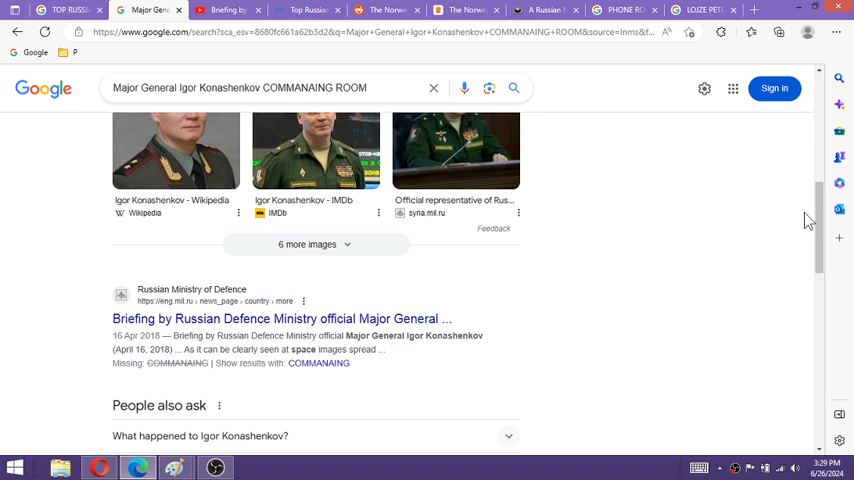 TOP RUSSIA
Major Gene
Briefing by
Top Russian
The Norwe
The Norwe
A Russian M
PHONE RO
LOJZE PETE
https://www.google.com/search?sca_esv=8680fc661a62b3d2&q=Major+General+Igor+Konashenkov+COMMANAING+ROOM&source=lnms&f...
Google
P
Google
Major General Igor Konashenkov COMMANAING ROOM
Sign in
Igor Konashenkov - Wikipedia
Igor Konashenkov - IMDb
Official representative of Rus...
W Wikipedia
IMDb
syria.mil.ru
Feedback
6 more images
Russian Ministry of Defence
https://eng.mil.ru › news_page › country › more
Briefing by Russian Defence Ministry official Major General ...
16 Apr 2018 — Briefing by Russian Defence Ministry official Major General Igor Konashenkov
(April 16, 2018) ... As it can be clearly seen at space images spread ...
Missing: COMMANAING | Show results with: COMMANAING
People also ask
What happened to Igor Konashenkov?
3:29 PM
6/26/2024